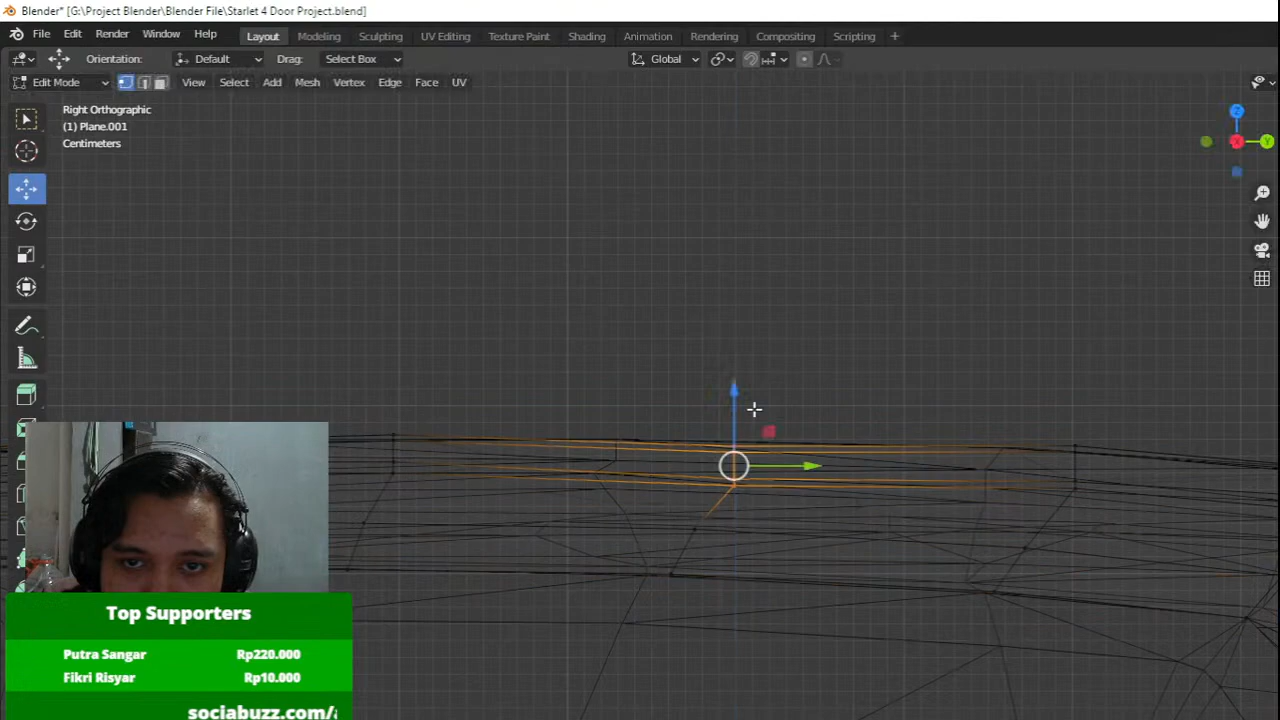 Blender* [G:\Project Blender\Blender File\Starlet 4 Door Project.blend]
File Edit Render Window Help Layout Modeling Sculpting UV Editing Texture Paint Shading Animation Rendering Compositing Scripting +
Orientation: Default Drag: Select Box Global
Edit Mode View Select Add Mesh Vertex Edge Face UV
Right Orthographic
(1) Plane.001
Centimeters
Z
X
Y
Top Supporters
Putra Sangar Rp220.000
Fikri Risyar Rp10.000
sociabuzz.com/